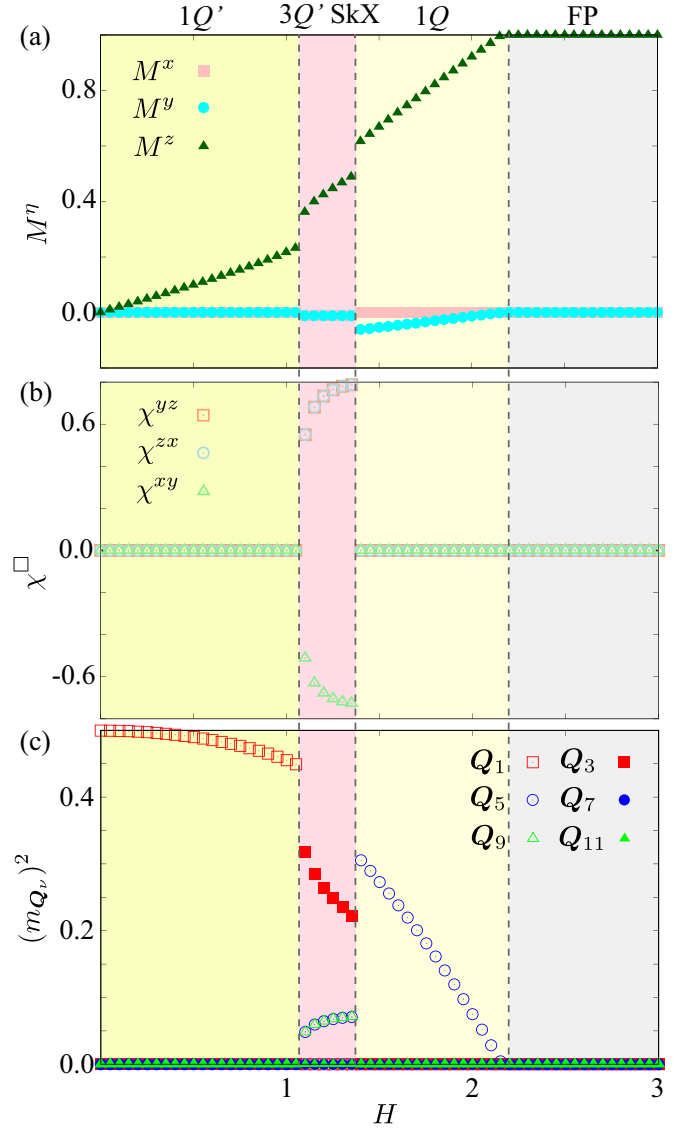 1Q' 3Q' SkX 1Q FP
(a)
0.8
M^x
M^y
M^z
0.4
M^η
0.0
(b)
0.6
χ^yz
χ^zx
χ^xy
0.0
χ^□
-0.6
(c)
Q_1 Q_3
Q_5 Q_7
Q_9 Q_11
0.4
(m_Q_ν)^2
0.2
0.0
1 2 3
H